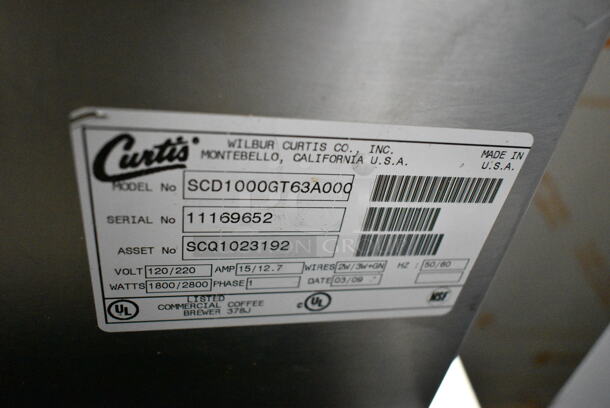 Curtis®
WILBUR CURTIS CO., INC.
MONTEBELLO, CALIFORNIA U.S.A.
MADE IN U.S.A.
MODEL No SCD1000GT63A000
SERIAL No 11169652
ASSET No SCQ1023192
VOLT 120/220 AMP 15/12.7 WIRES 2W/3W+GN HZ : 50/60
WATTS 1800/2800 PHASE 1 DATE 03/09
UL LISTED c UL NSF
COMMERCIAL COFFEE
BREWER 378J